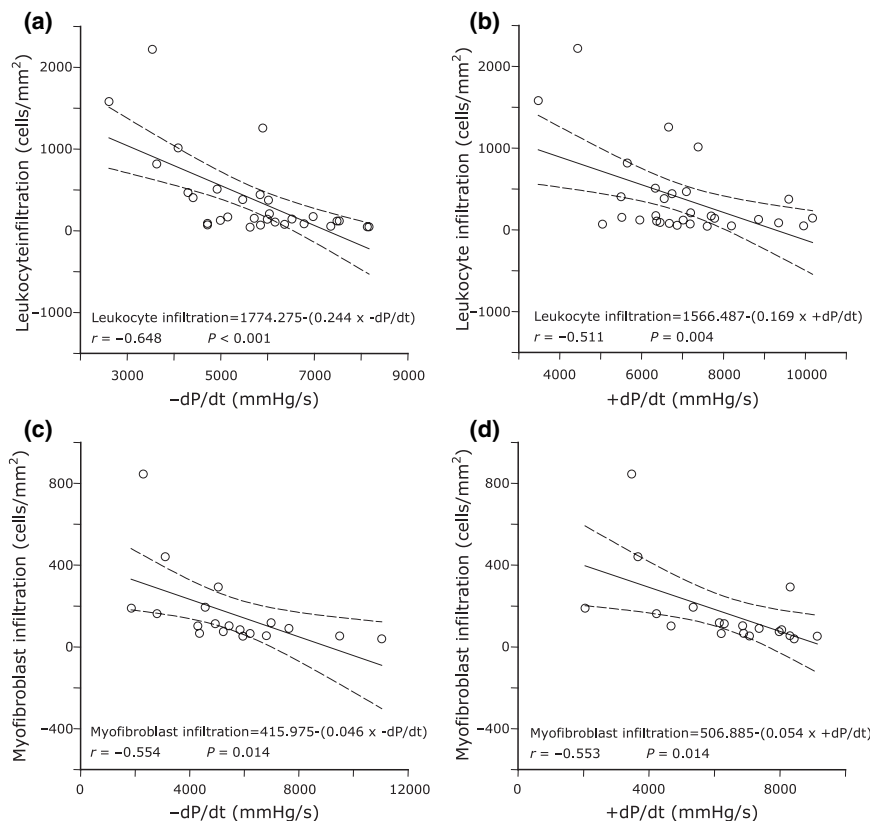 (a)
Leukocyteinfiltration (cells/mm²)
2000
1000
0
−1000
Leukocyte infiltration=1774.275-(0.244 x -dP/dt)
r = −0.648 P < 0.001
3000 5000 7000 9000
−dP/dt (mmHg/s)
(b)
Leukocyte infiltration (cells/mm²)
2000
1000
0
−1000
Leukocyte infiltration=1566.487-(0.169 x +dP/dt)
r = −0.511 P = 0.004
4000 6000 8000 10000
+dP/dt (mmHg/s)
(c)
Myofibroblast infiltration (cells/mm²)
800
400
0
−400
Myofibroblast infiltration=415.975-(0.046 x -dP/dt)
r = −0.554 P = 0.014
0 4000 8000 12000
−dP/dt (mmHg/s)
(d)
Myofibroblast infiltration (cells/mm²)
800
400
0
−400
Myofibroblast infiltration=506.885-(0.054 x +dP/dt)
r = −0.553 P = 0.014
0 4000 8000
+dP/dt (mmHg/s)